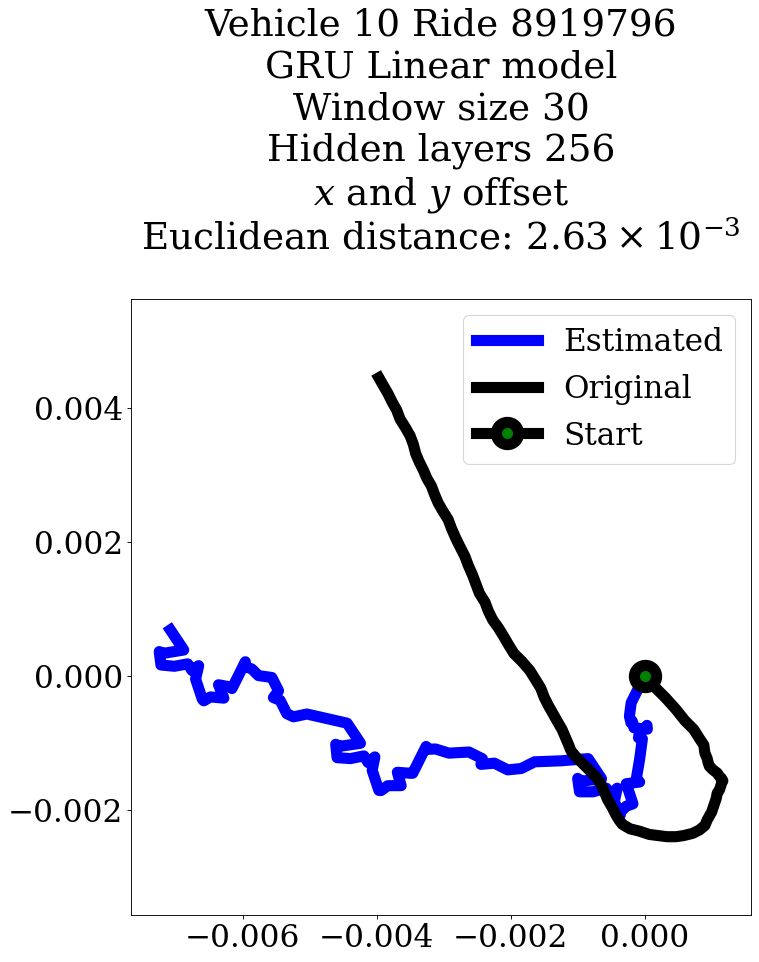 Vehicle 10 Ride 8919796
GRU Linear model
Window size 30
Hidden layers 256
x and y offset
Euclidean distance: 2.63 × 10⁻³
Estimated
Original
Start
0.004
0.002
0.000
−0.002
−0.006 −0.004 −0.002 0.000